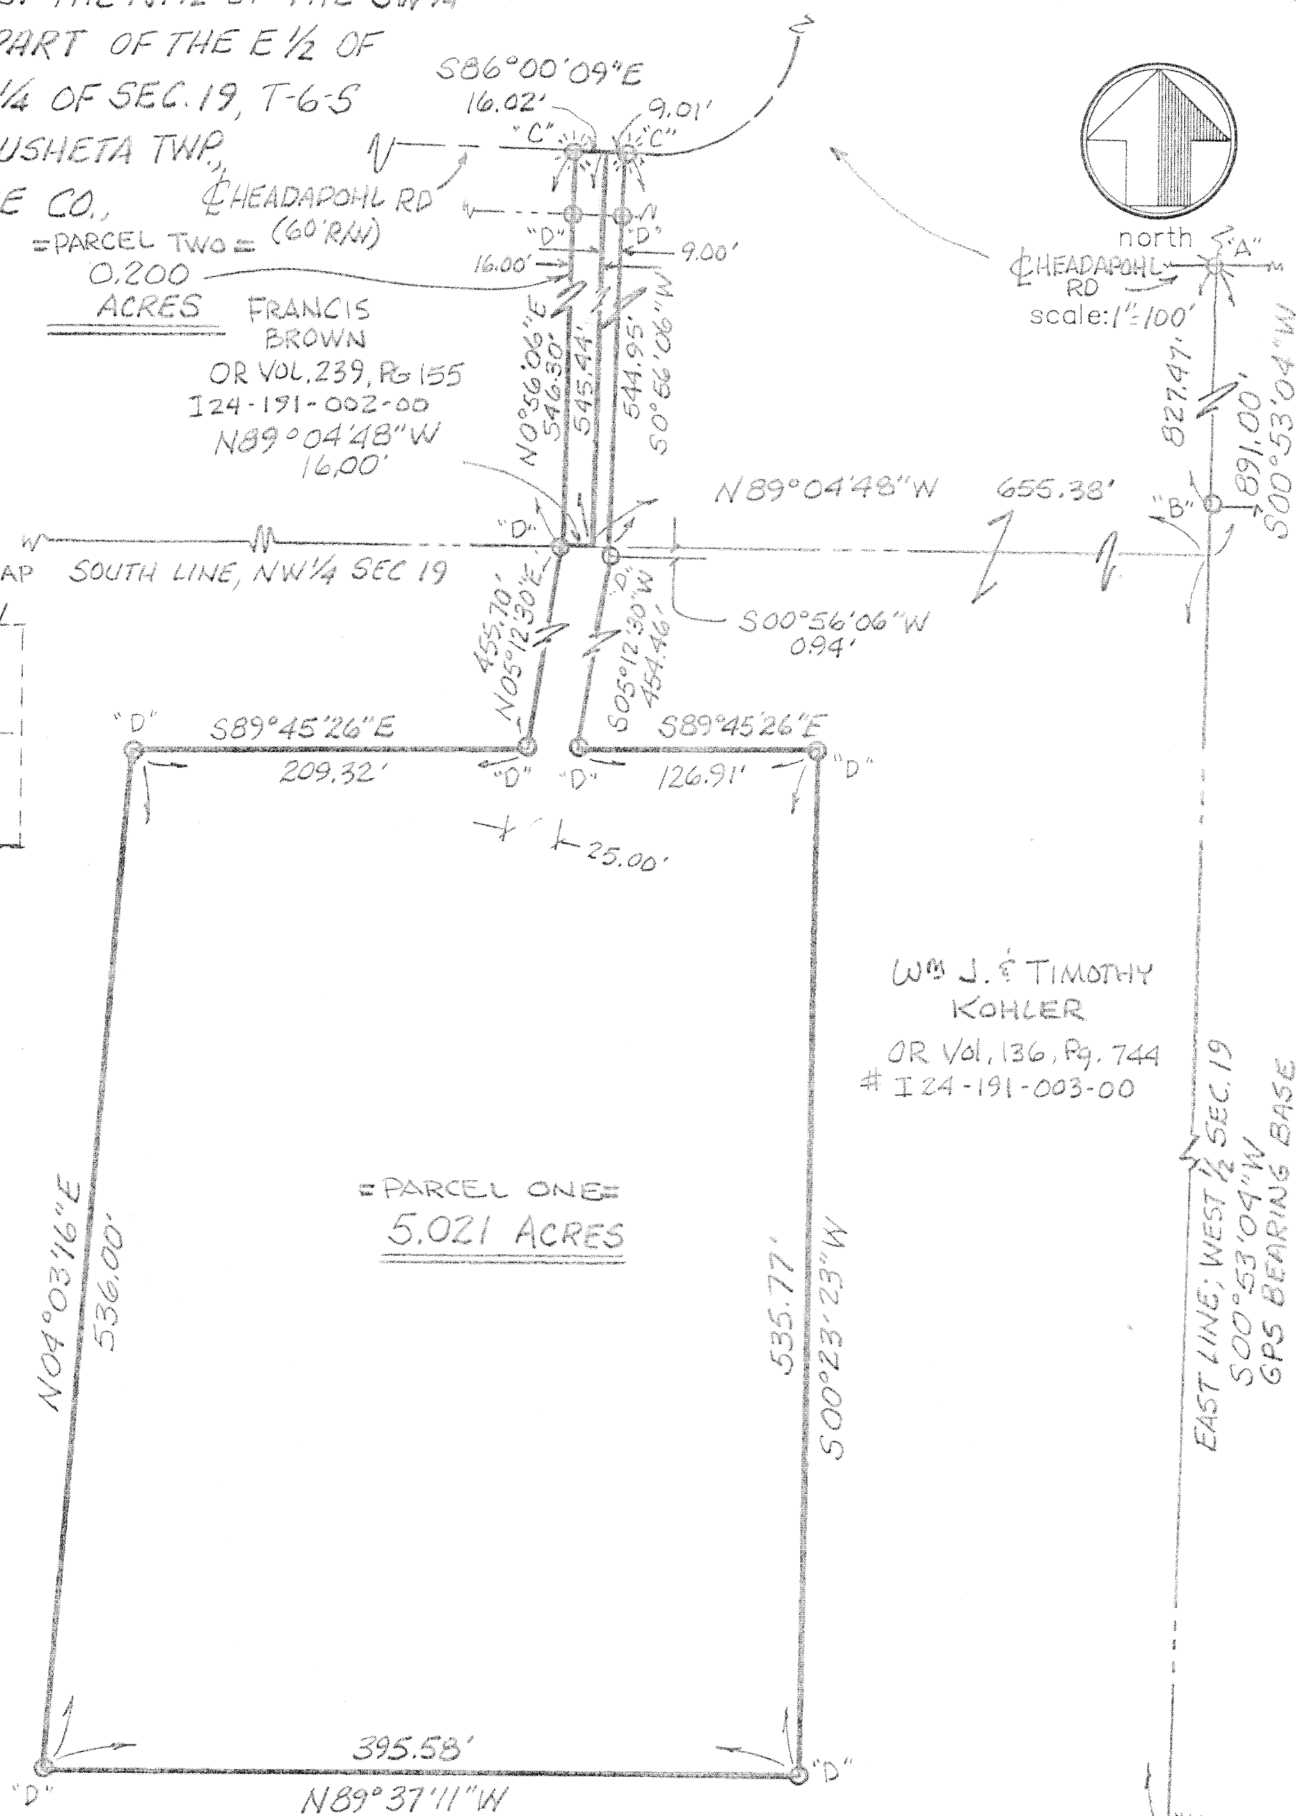 PART OF THE E 1/2 OF
1/4 OF SEC. 19, T-6-S
USHETA TWP.,
E CO.,
S86°00'09"E
16.02'
9.01'
"C"
"C"
℄ HEADAPOHL RD
(60' R/W)
=PARCEL TWO=
0.200
ACRES
"D"
"D"
16.00'
9.00'
FRANCIS
BROWN
OR VOL. 239, PG 155
I24-191-002-00
N89°04'48"W
16.00'
N0°56'06"E
546.30'
545.44'
544.95'
S0°56'06"W
north
℄ HEADAPOHL
RD
scale: 1"=100'
"A"
827.47'
891.00'
S00°53'04"W
"B"
N89°04'48"W 655.38'
"D"
"D"
AP
SOUTH LINE, NW 1/4 SEC 19
S00°56'06"W
0.94'
455.70'
N05°12'30"E
S05°12'30"W
454.46'
"D"
S89°45'26"E
209.32'
"D"
"D"
S89°45'26"E
126.91'
"D"
25.00'
WM J. & TIMOTHY
KOHLER
OR Vol. 136, Pg. 744
# I24-191-003-00
=PARCEL ONE=
5.021 ACRES
N04°03'46"E
536.00'
535.77'
S00°23'23"W
EAST LINE; WEST 1/2 SEC. 19
S00°53'04"W
GPS BEARING BASE
395.58'
N89°37'11"W
"D"
"D"